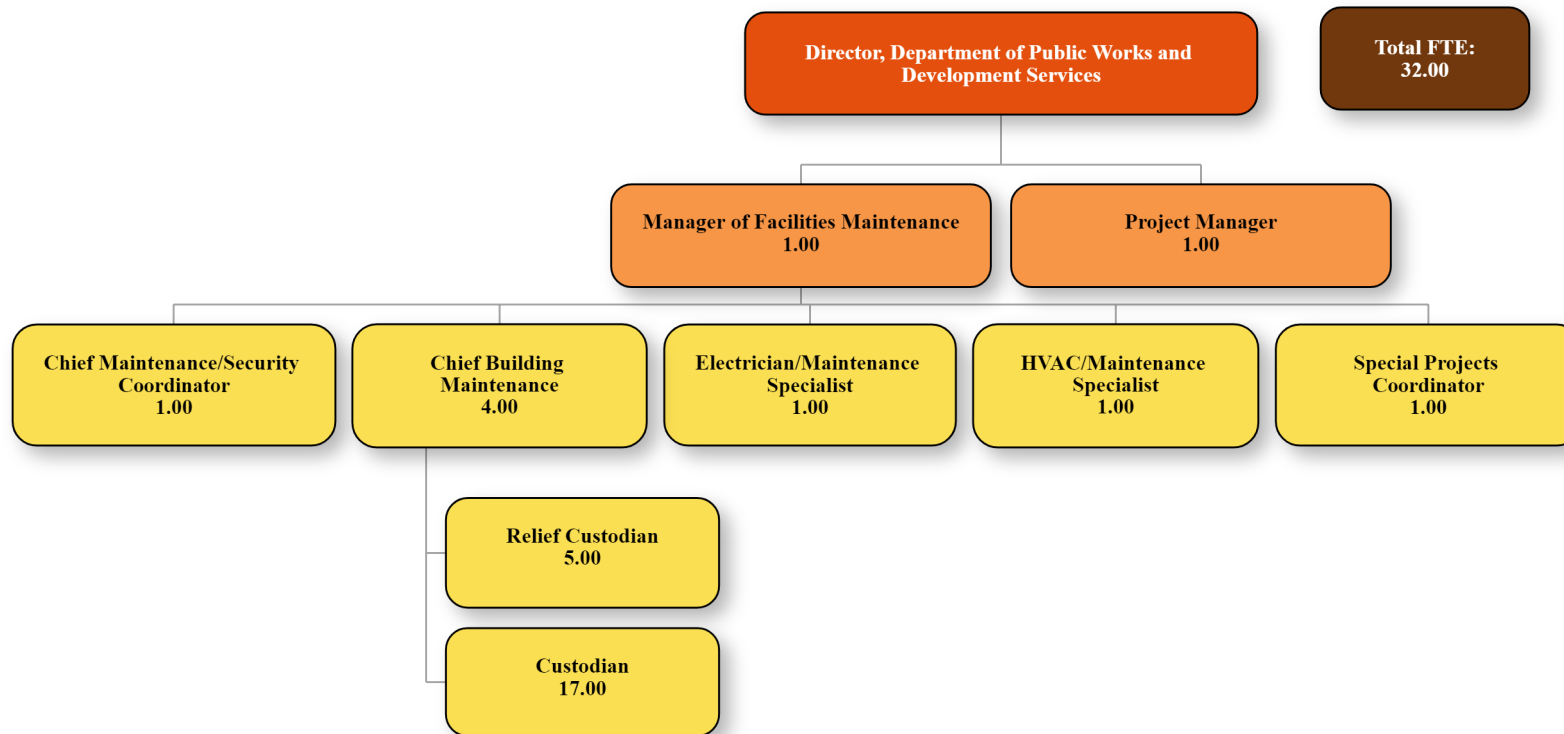 Director, Department of Public Works and
Development Services
Total FTE:
32.00
Manager of Facilities Maintenance
1.00
Project Manager
1.00
Chief Maintenance/Security
Coordinator
1.00
Chief Building
Maintenance
4.00
Electrician/Maintenance
Specialist
1.00
HVAC/Maintenance
Specialist
1.00
Special Projects
Coordinator
1.00
Relief Custodian
5.00
Custodian
17.00